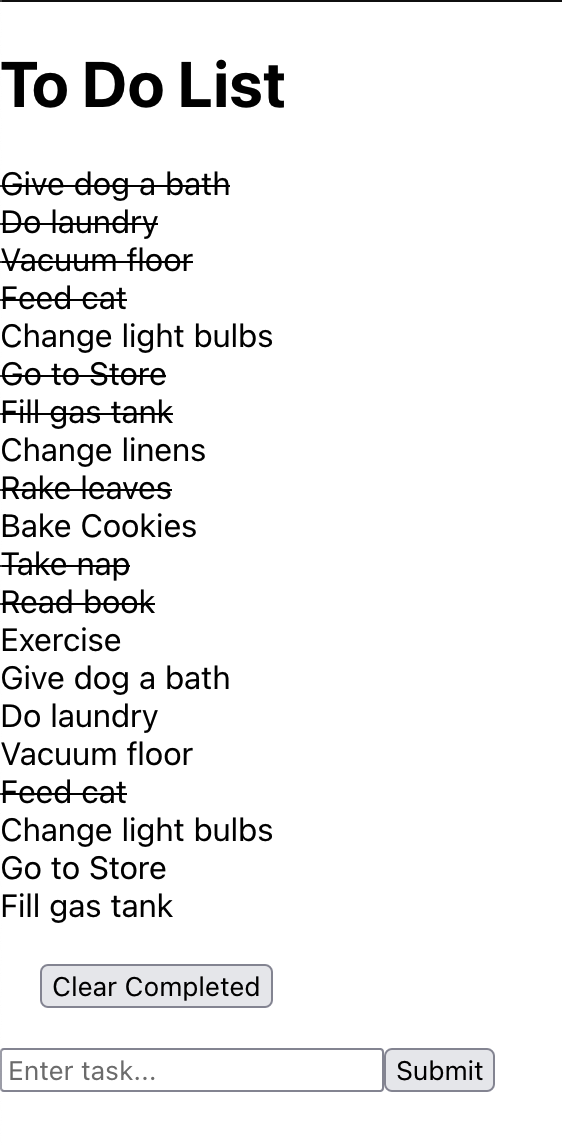 To Do List
Give dog a bath
Do laundry
Vacuum floor
Feed cat
Change light bulbs
Go to Store
Fill gas tank
Change linens
Rake leaves
Bake Cookies
Take nap
Read book
Exercise
Give dog a bath
Do laundry
Vacuum floor
Feed cat
Change light bulbs
Go to Store
Fill gas tank
Clear Completed
Enter task... Submit